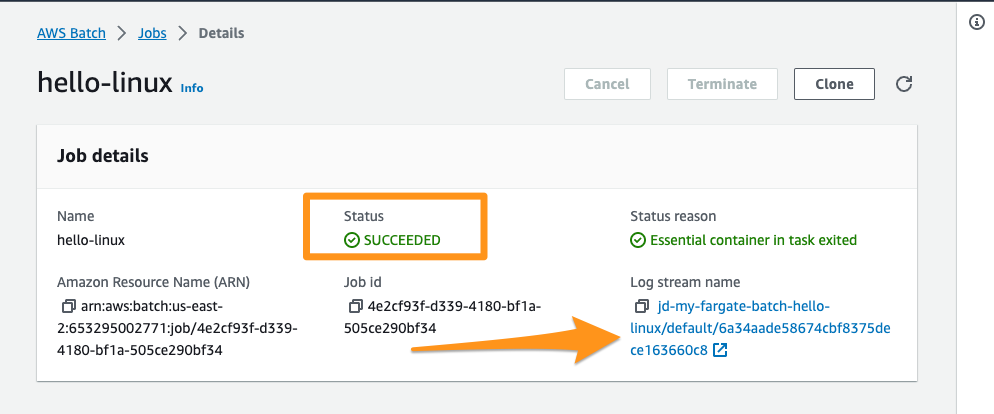 AWS Batch > Jobs > Details
hello-linux Info
Cancel
Terminate
Clone
Job details
Name
hello-linux
Status
SUCCEEDED
Status reason
Essential container in task exited
Amazon Resource Name (ARN)
arn:aws:batch:us-east-
2:653295002771:job/4e2cf93f-d339-
4180-bf1a-505ce290bf34
Job id
4e2cf93f-d339-4180-bf1a-
505ce290bf34
Log stream name
jd-my-fargate-batch-hello-
linux/default/6a34aade58674cbf8375de
ce163660c8